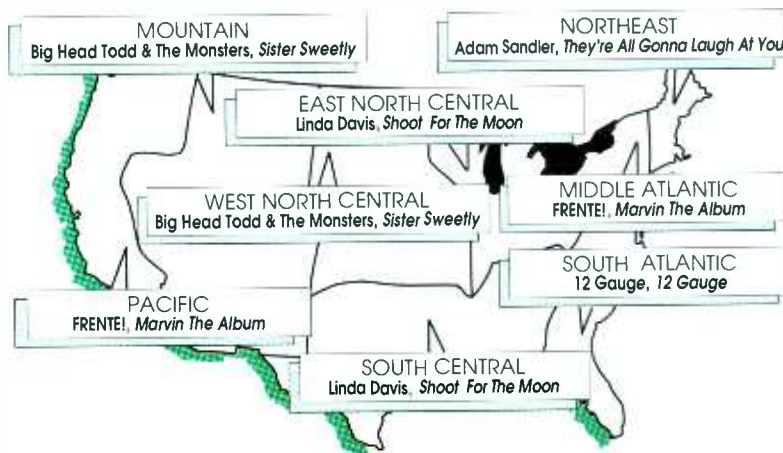 MOUNTAIN
Big Head Todd & The Monsters, Sister Sweetly
NORTHEAST
Adam Sandler, They're All Gonna Laugh At You
EAST NORTH CENTRAL
Linda Davis, Shoot For The Moon
WEST NORTH CENTRAL
Big Head Todd & The Monsters, Sister Sweetly
MIDDLE ATLANTIC
FRENTE!, Marvin The Album
SOUTH ATLANTIC
12 Gauge, 12 Gauge
PACIFIC
FRENTE!, Marvin The Album
SOUTH CENTRAL
Linda Davis, Shoot For The Moon